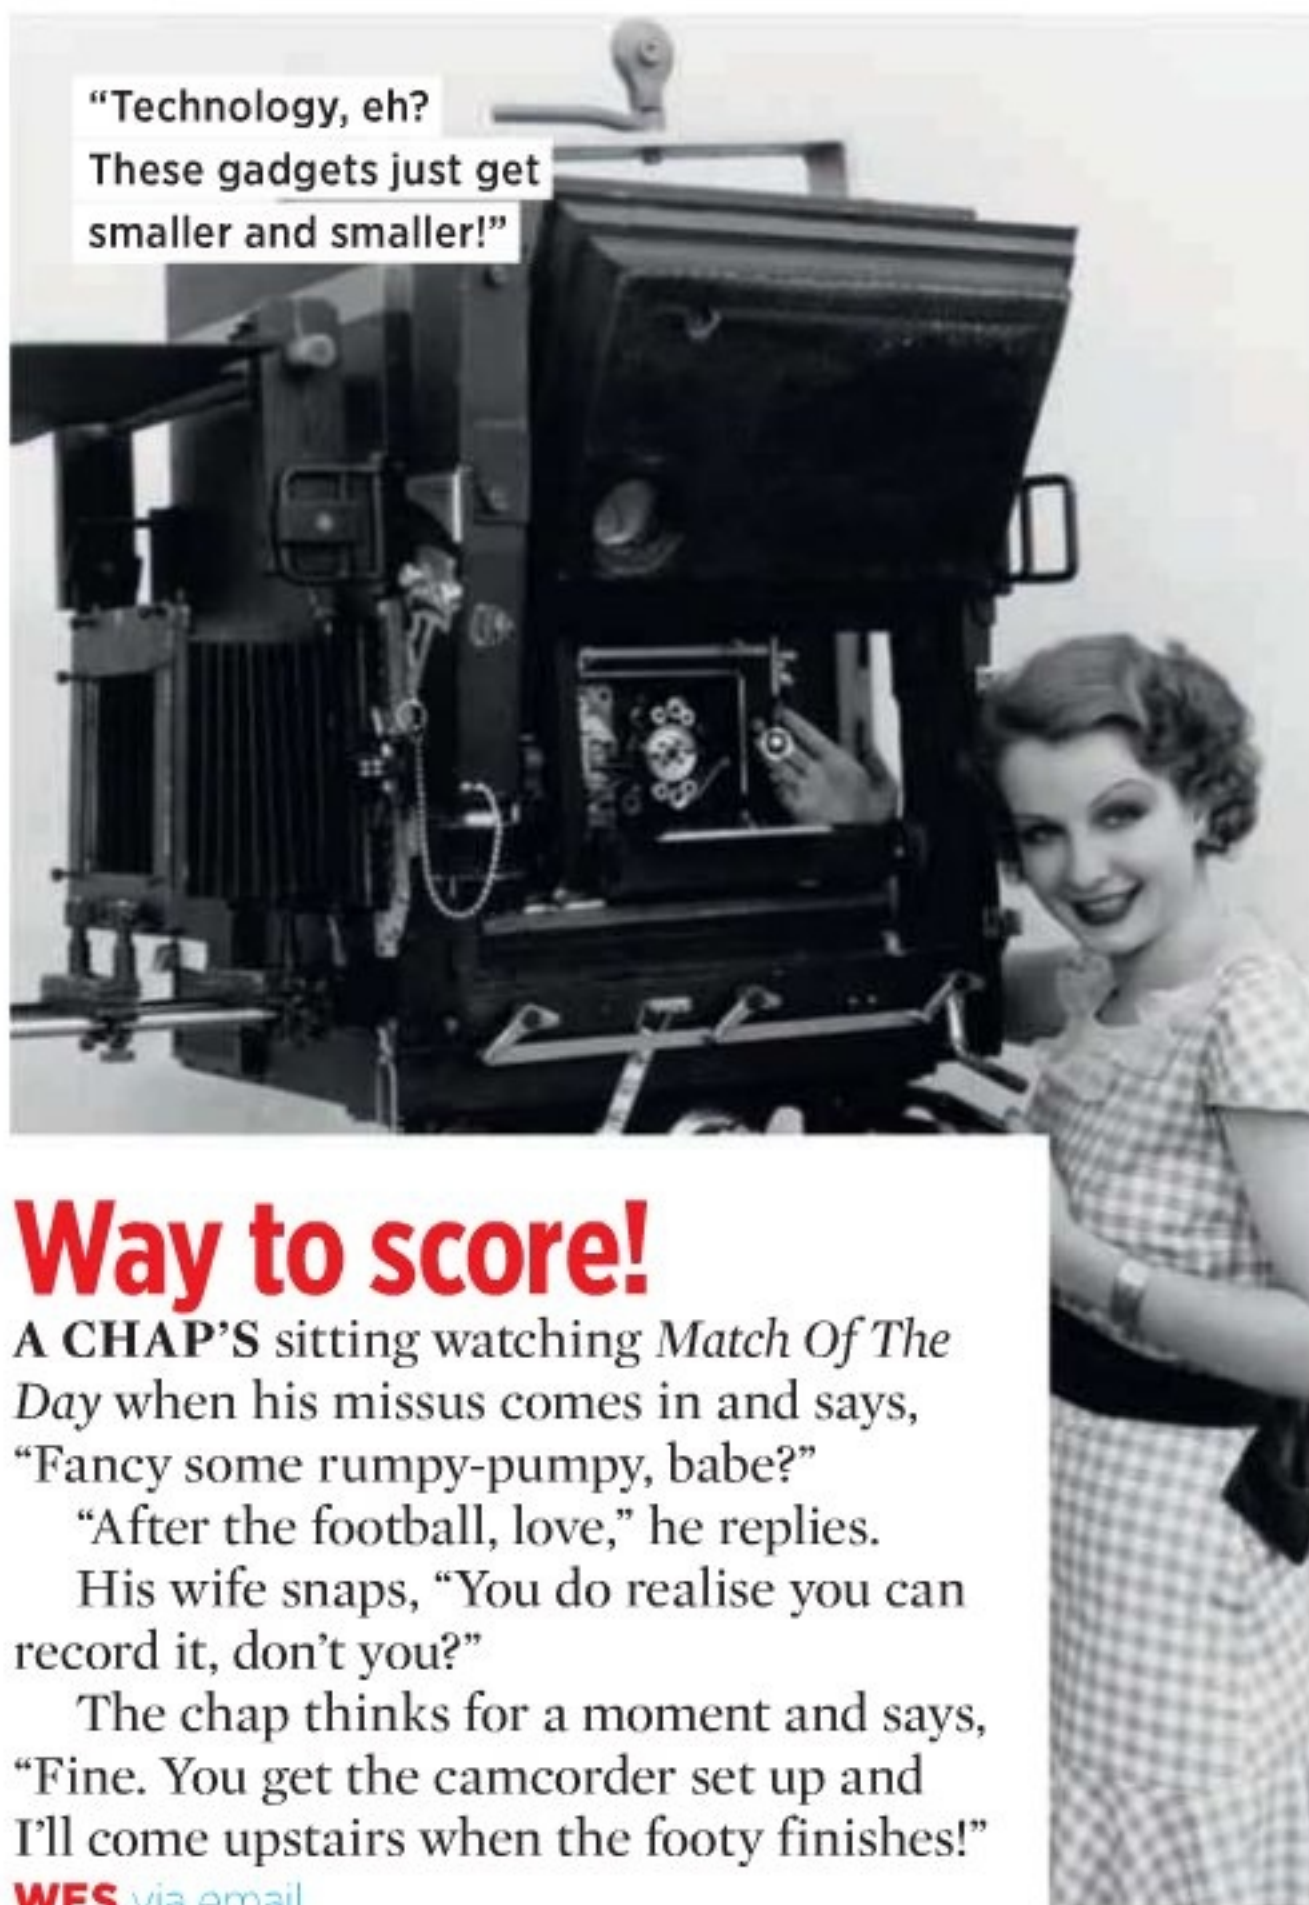 “Technology, eh?
These gadgets just get
smaller and smaller!”
Way to score!
A CHAP’S sitting watching Match Of The
Day when his missus comes in and says,
“Fancy some rumpy-pumpy, babe?”
“After the football, love,” he replies.
His wife snaps, “You do realise you can
record it, don’t you?”
The chap thinks for a moment and says,
“Fine. You get the camcorder set up and
I’ll come upstairs when the footy finishes!”
WES via email